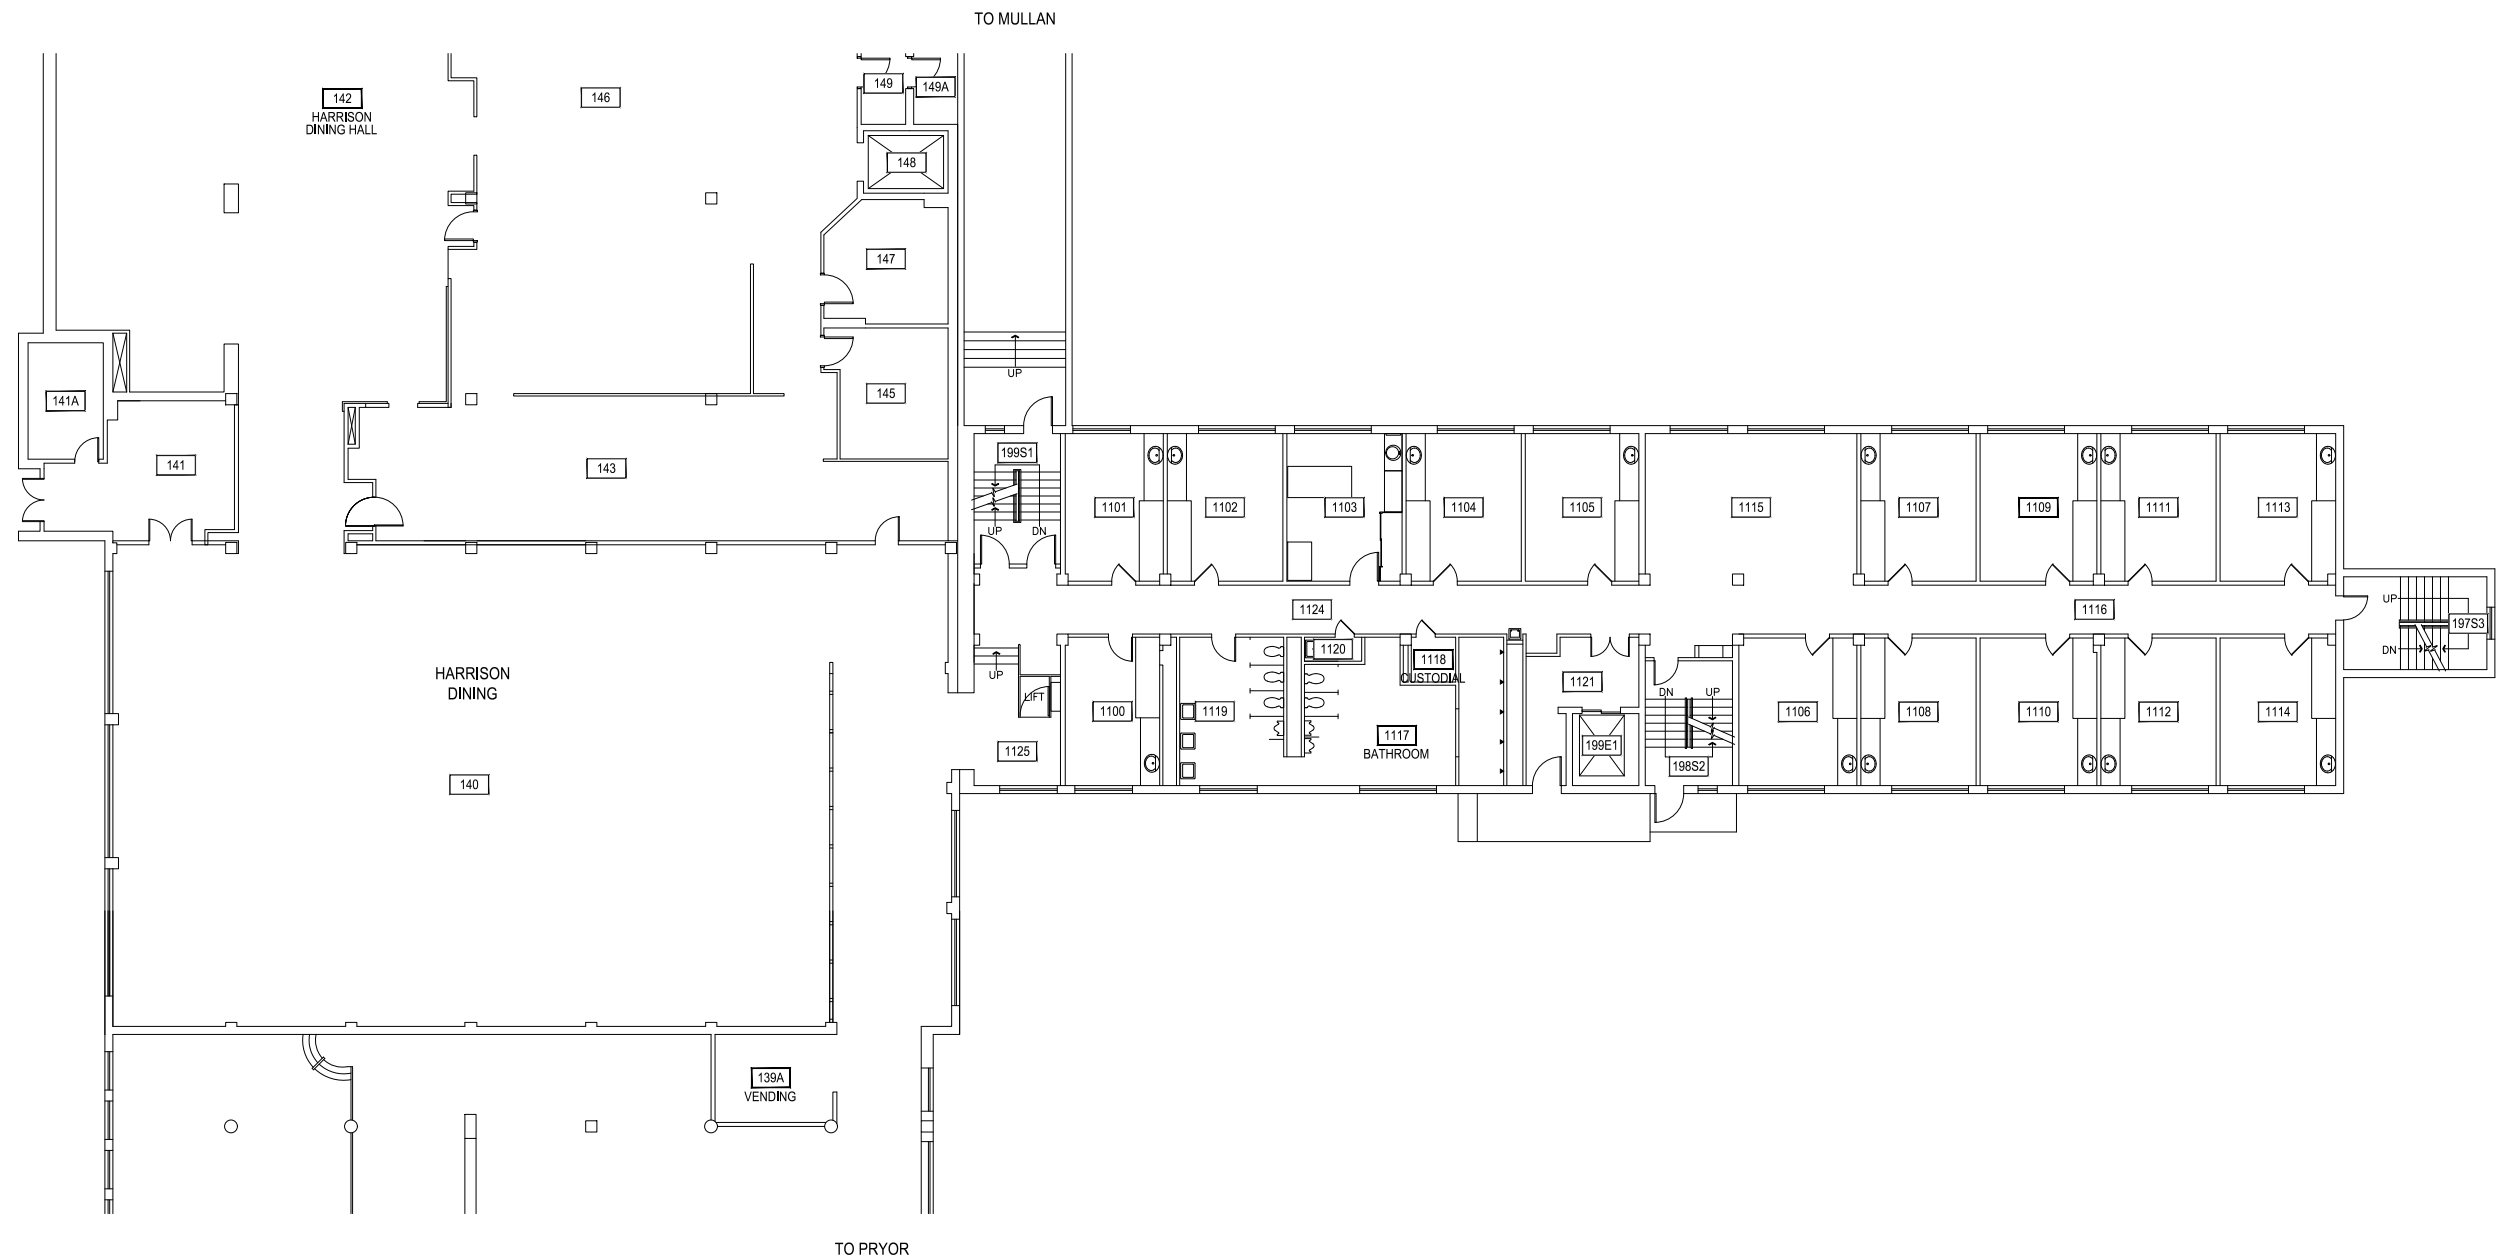 TO MULLAN
149
149A
142
HARRISON
DINING HALL
146
148
147
UP
145
141A
141
143
199S1
UP
DN
1101
1102
1103
1104
1105
1115
1107
1109
1111
1113
1124
1116
UP
197S3
DN
HARRISON
DINING
140
UP
LIFT
1125
1100
1119
1120
1118
CUSTODIAL
1117
BATHROOM
1121
199E1
DN
UP
198S2
1106
1108
1110
1112
1114
139A
VENDING
TO PRYOR